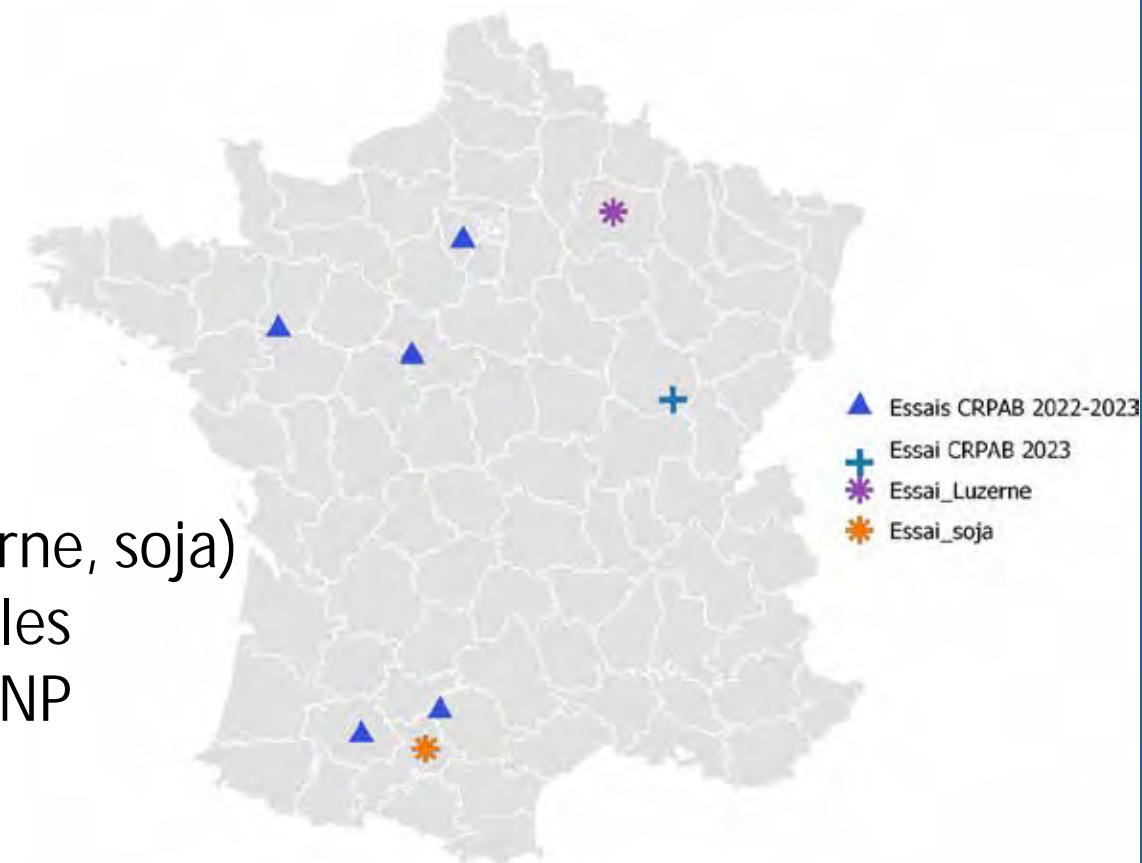 Essais CRPAB 2022-2023
Essai CRPAB 2023
Essai_Luzerne
Essai_soja
rne, soja)
les
NP